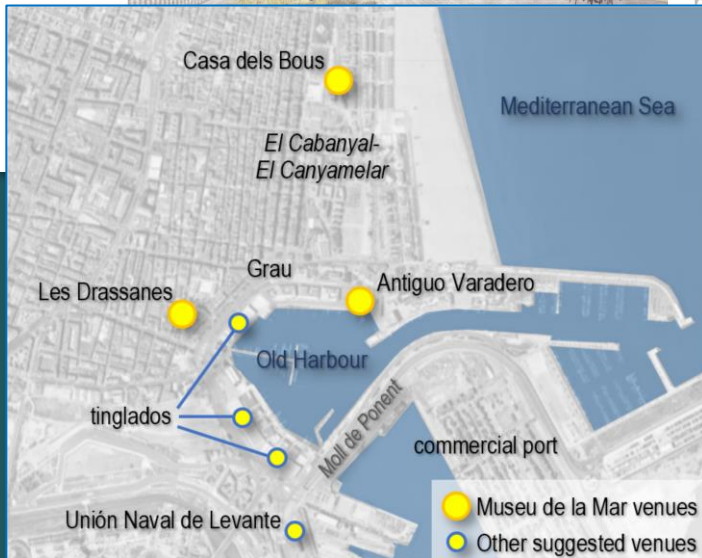 Casa dels Bous
Mediterranean Sea
El Cabanyal-
El Canyamelar
Grau
Les Drassanes
Antiguo Varadero
Old Harbour
tinglados
Moll de Ponent
commercial port
Unión Naval de Levante
Museu de la Mar venues
Other suggested venues